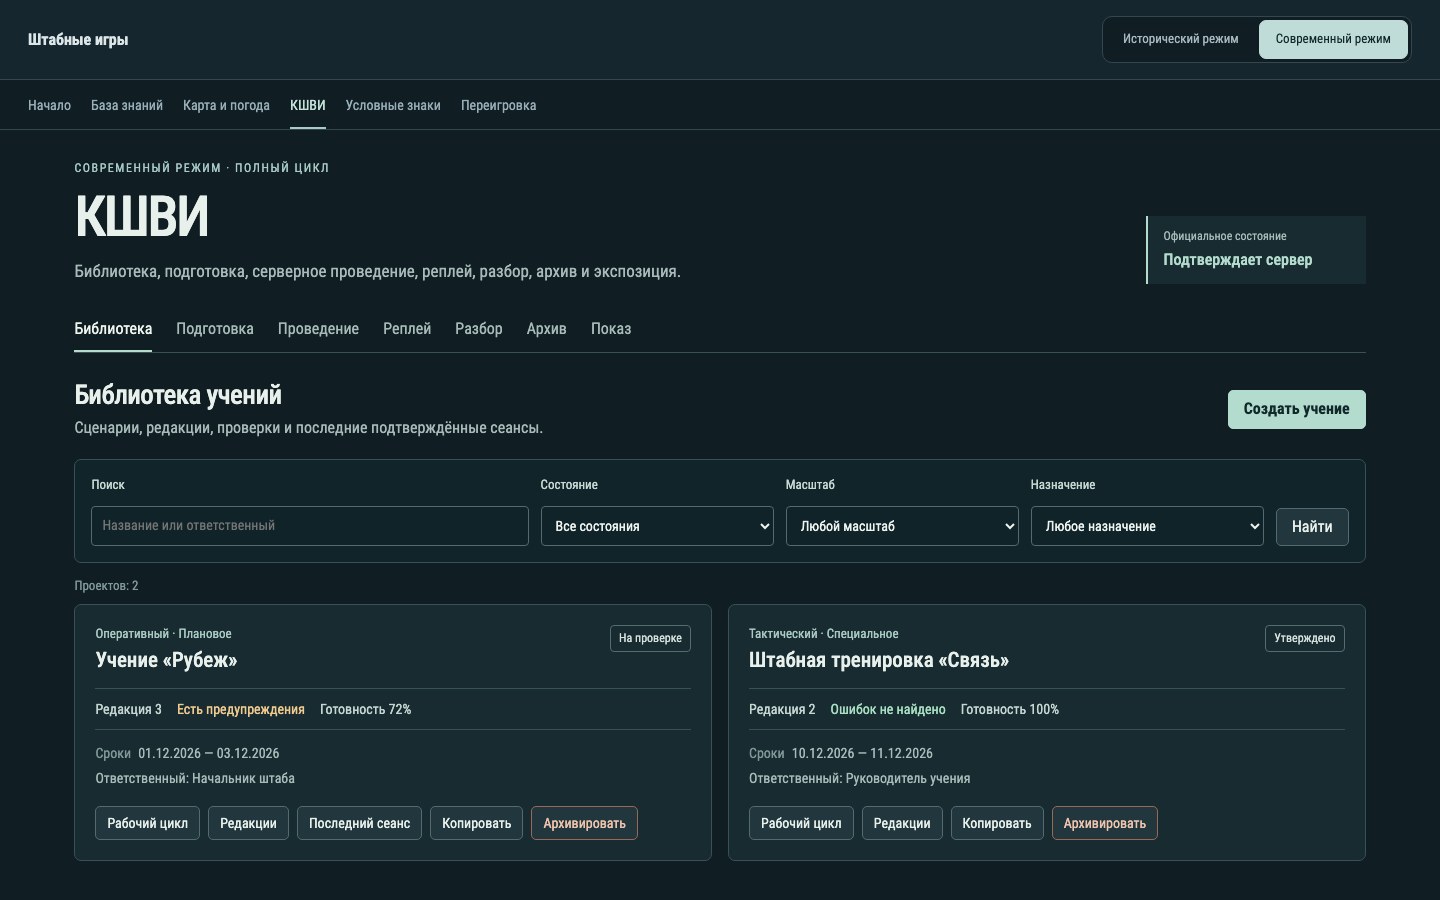 Штабные игры
Исторический режим
Современный режим
Начало
База знаний
Карта и погода
КШВИ
Условные знаки
Переигровка
СОВРЕМЕННЫЙ РЕЖИМ · ПОЛНЫЙ ЦИКЛ
КШВИ
Библиотека, подготовка, серверное проведение, реплей, разбор, архив и экспозиция.
Официальное состояние
Подтверждает сервер
Библиотека
Подготовка
Проведение
Реплей
Разбор
Архив
Показ
Библиотека учений
Сценарии, редакции, проверки и последние подтверждённые сеансы.
Создать учение
Поиск
Название или ответственный
Состояние
Все состояния
Масштаб
Любой масштаб
Назначение
Любое назначение
Найти
Проектов: 2
Оперативный · Плановое
Учение «Рубеж»
На проверке
Редакция 3
Есть предупреждения
Готовность 72%
Сроки 01.12.2026 — 03.12.2026
Ответственный: Начальник штаба
Рабочий цикл
Редакции
Последний сеанс
Копировать
Архивировать
Тактический · Специальное
Штабная тренировка «Связь»
Утверждено
Редакция 2
Ошибок не найдено
Готовность 100%
Сроки 10.12.2026 — 11.12.2026
Ответственный: Руководитель учения
Рабочий цикл
Редакции
Копировать
Архивировать